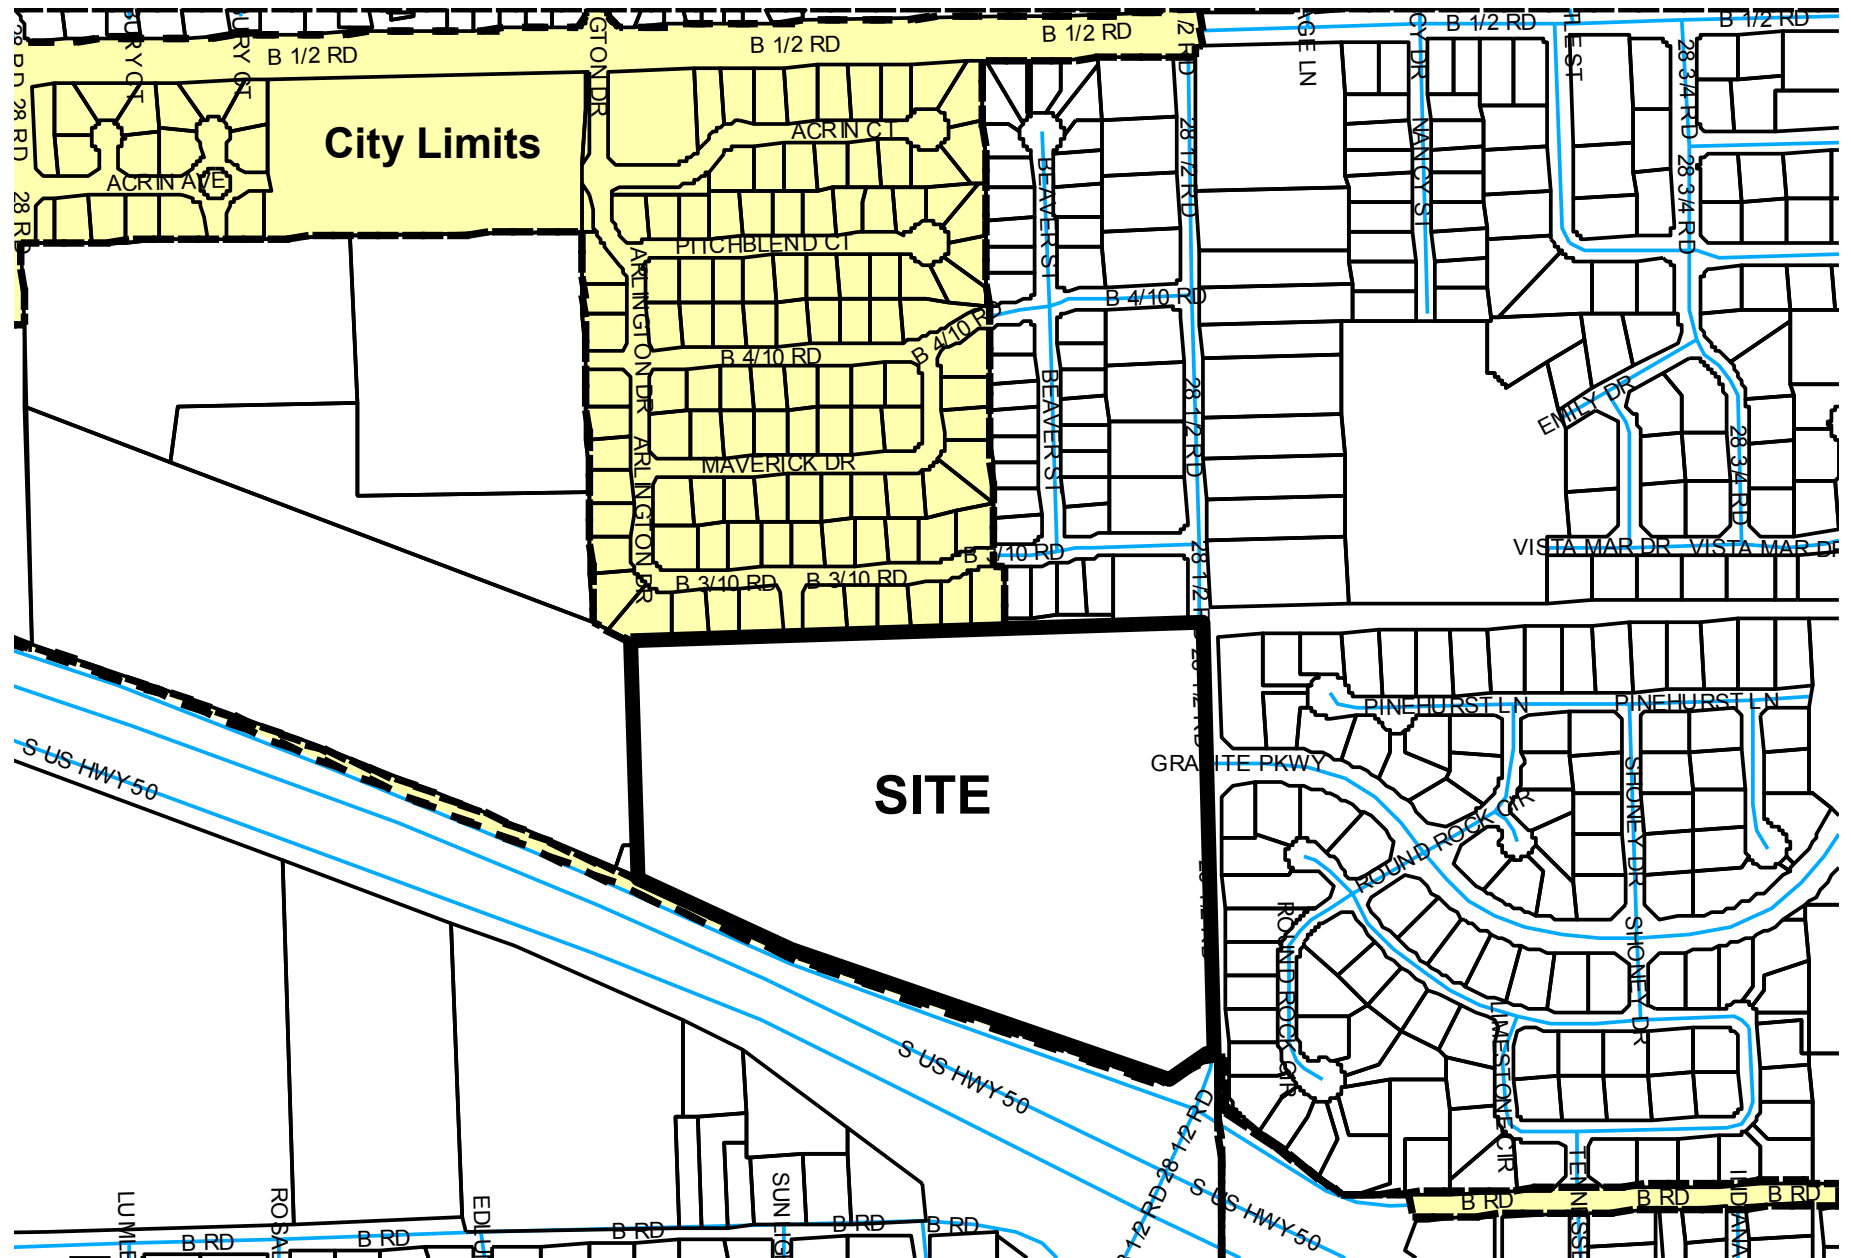 B 1/2 RD
B 1/2 RD
B 1/2 RD
B 1/2 RD
B 1/2 RD
28 RD
28 RD
28 RD
City Limits
ACRIN AVE
ACRIN CT
PITCHBLEND CT
ARLINGTON DR
ARLINGTON DR
B 4/10 RD
B 4/10 RD
B 4/10 RD
MAVERICK DR
B 3/10 RD
B 3/10 RD
BEAVER ST
BEAVER ST
28 1/2 RD
28 1/2 RD
NANCY ST
28 3/4 RD
28 3/4 RD
28 3/4 RD
EMILY DR
VISTA MAR DR
VISTA MAR DR
PINEHURST LN
PINEHURST LN
GRANITE PKWY
SITE
ROUND ROCK CIR
ROUND ROCK CIR
SHONEY DR
SHONEY DR
LIMESTONE CIR
S US HWY 50
S US HWY 50
S US HWY 50
28 1/2 RD
B RD
B RD
B RD
B RD
B RD
B RD
B RD